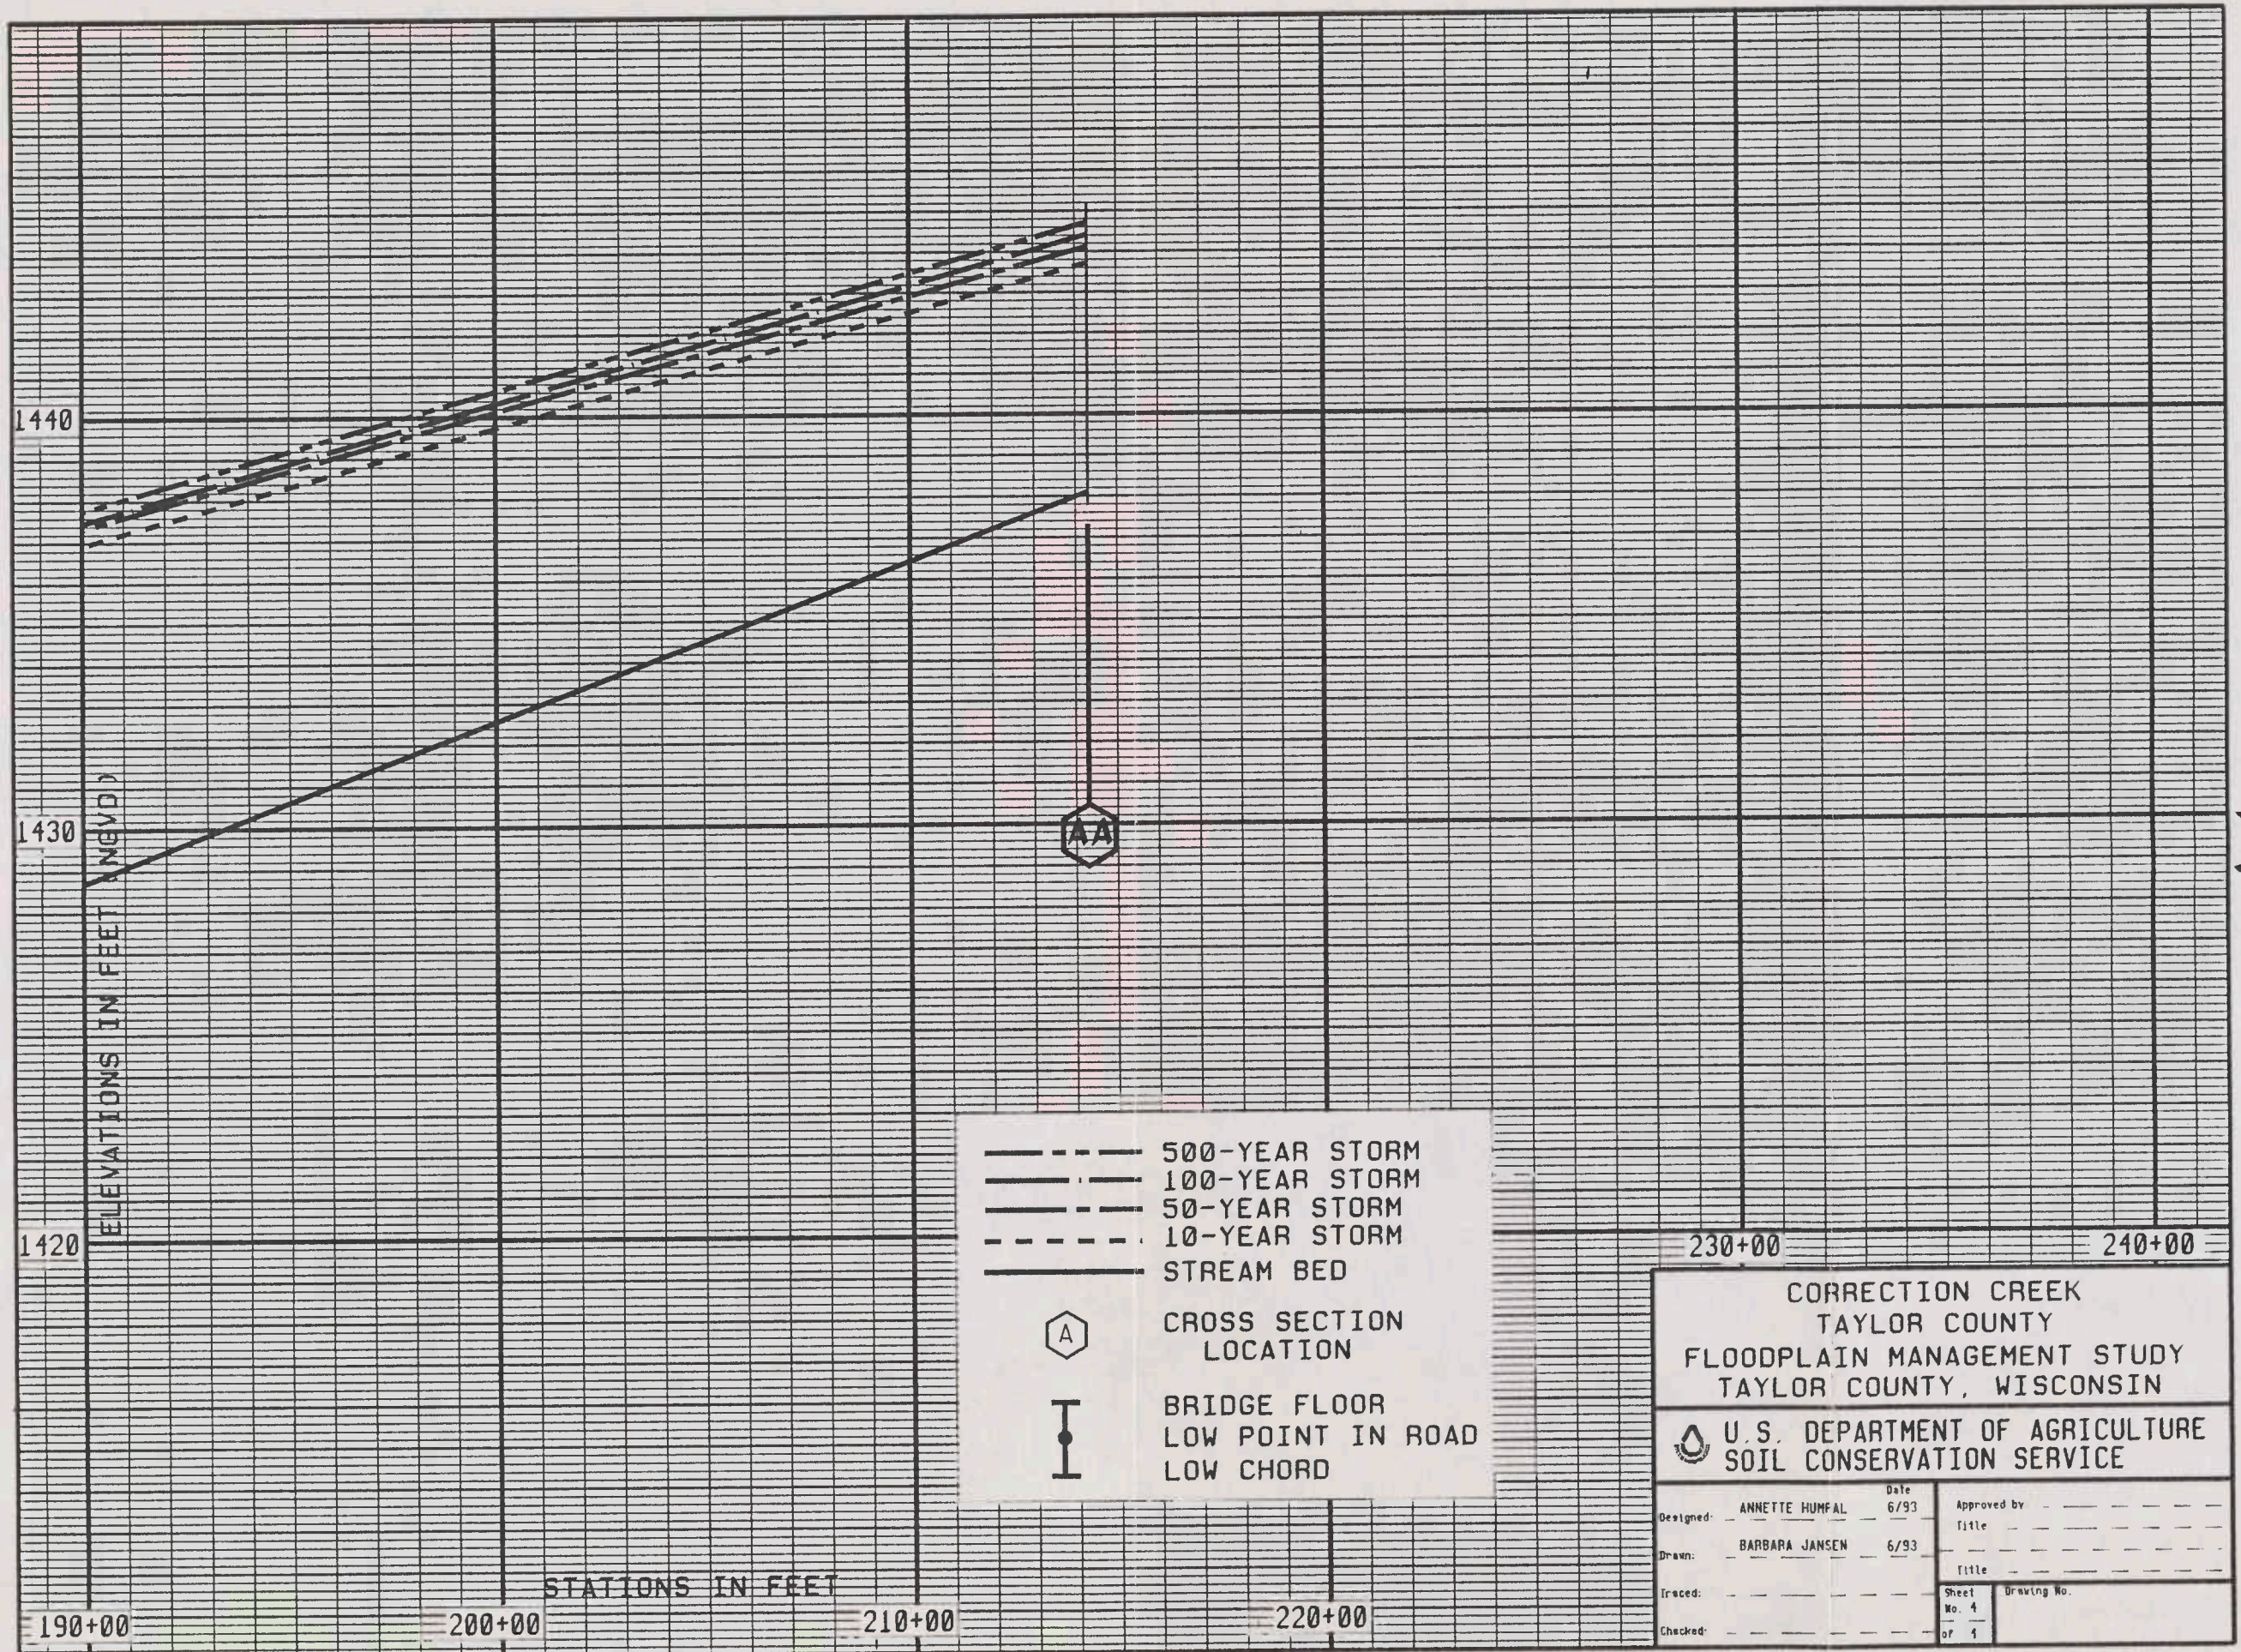 1440
1430
1420
ELEVATIONS IN FEET (NGVD)
AA
500-YEAR STORM
100-YEAR STORM
50-YEAR STORM
10-YEAR STORM
STREAM BED
A
CROSS SECTION
LOCATION
BRIDGE FLOOR
LOW POINT IN ROAD
LOW CHORD
STATIONS IN FEET
190+00
200+00
210+00
220+00
230+00
240+00
CORRECTION CREEK
TAYLOR COUNTY
FLOODPLAIN MANAGEMENT STUDY
TAYLOR COUNTY, WISCONSIN
U.S. DEPARTMENT OF AGRICULTURE
SOIL CONSERVATION SERVICE
Date
Designed: ANNETTE HUMFAL 6/93
Drawn: BARBARA JANSEN 6/93
Traced:
Checked:
Approved by
Title
Title
Sheet
No. 4
of 4
Drawing No.